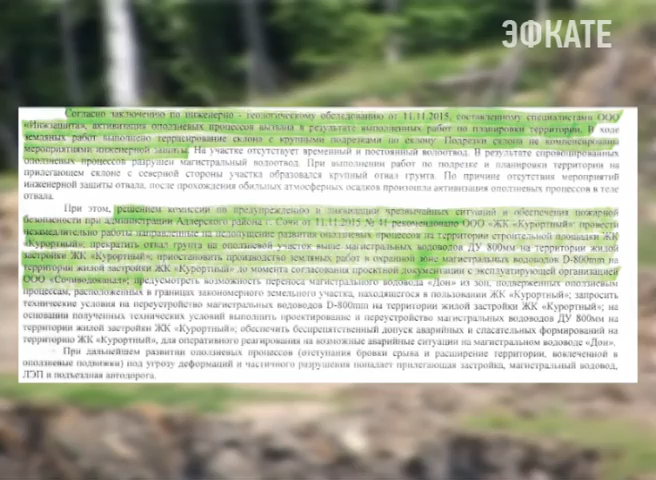 ЭФКАТЕ
Согласно заключению по инженерно - геологическому обследованию от 11.11.2015, составленному специалистами ООО
«Инжзащита», активизация оползневых процессов вызвана в результате выполненных работ по планировки территории. В ходе
земляных работ выполнено террасирование склона с крупными подрезками по склону. Подрезки склона не компенсированы
мероприятиями инженерной защиты. На участке отсутствует временный и постоянный водоотвод. В результате спровоцированных
оползневых процессов разрушен магистральный водоотвод. При выполнении работ по подрезке и планировки территории на
прилегающем склоне с северной стороны участка образовался крупный отвал грунта. По причине отсутствия мероприятий
инженерной защиты отвала, после прохождения обильных атмосферных осадков произошла активизация оползневых процессов в теле
отвала.
При этом, решением комиссии по предупреждению и ликвидации чрезвычайных ситуаций и обеспечения пожарной
безопасности при администрации Адлерского района г. Сочи от 11.11.2015 № 41 рекомендовано ООО «ЖК «Курортный» провести
незамедлительно работы направленные на недопущение развития оползневых процессов на территории строительной площадки ЖК
«Курортный»; прекратить отвал грунта на оползневой участок выше магистральных водоводов ДУ 800мм на территории жилой
застройки ЖК «Курортный»; приостановить производство земляных работ в охранной зоне магистральных водоводов D-800mm на
территории жилой застройки ЖК «Курортный» до момента согласования проектной документации с эксплуатирующей организацией
ООО «Сочиводоканал»; предусмотреть возможность переноса магистрального водовода «Дон» из зон, подверженных оползневым
процессам, расположенных в границах закономерного земельного участка, находящегося в пользовании ЖК «Курортный»; запросить
технические условия на переустройство магистральных водоводов D-800mm на территории жилой застройки ЖК «Курортный»; на
основании полученных технических условий выполнить проектирование и переустройство магистральных водоводов ДУ 800мм на
территории жилой застройки ЖК «Курортный»; обеспечить беспрепятственный допуск аварийных и спасательных формирований на
территорию ЖК «Курортный», для оперативного реагирования на возможные аварийные ситуации на магистральном водоводе «Дон».
При дальнейшем развитии оползневых процессов (отступания бровки срыва и расширение территории, вовлеченной в
оползневые подвижки) под угрозу деформаций и частичного разрушения попадает прилегающая застройка, магистральный водовод,
ЛЭП и подъездная автодорога.